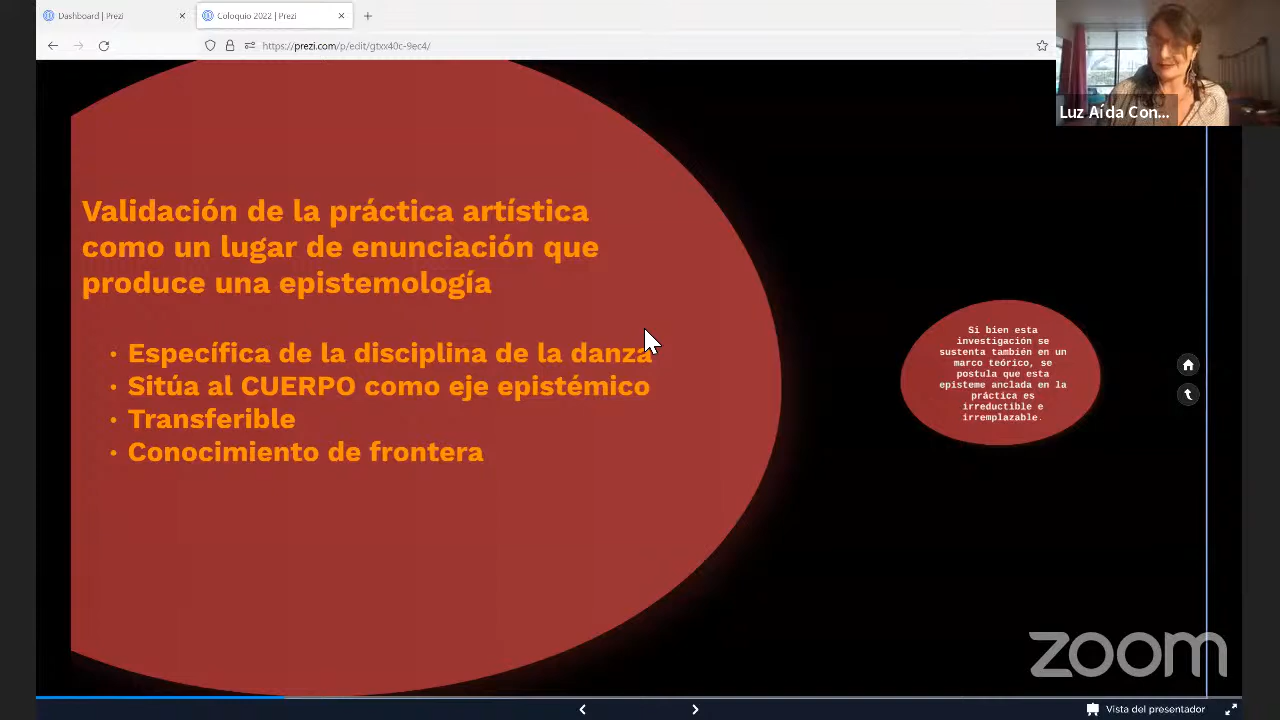 Dashboard | Prezi
Coloquio 2022 | Prezi
https://prezi.com/p/edit/gtxx40c-9ec4/
Luz Aída Con...
Validación de la práctica artística
como un lugar de enunciación que
produce una epistemología
• Específica de la disciplina de la danza
• Sitúa al CUERPO como eje epistémico
• Transferible
• Conocimiento de frontera
Si bien esta
investigación se
sustenta también en un
marco teórico, se
postula que esta
episteme anclada en la
práctica es
irreductible e
irremplazable.
zoom
Vista del presentador